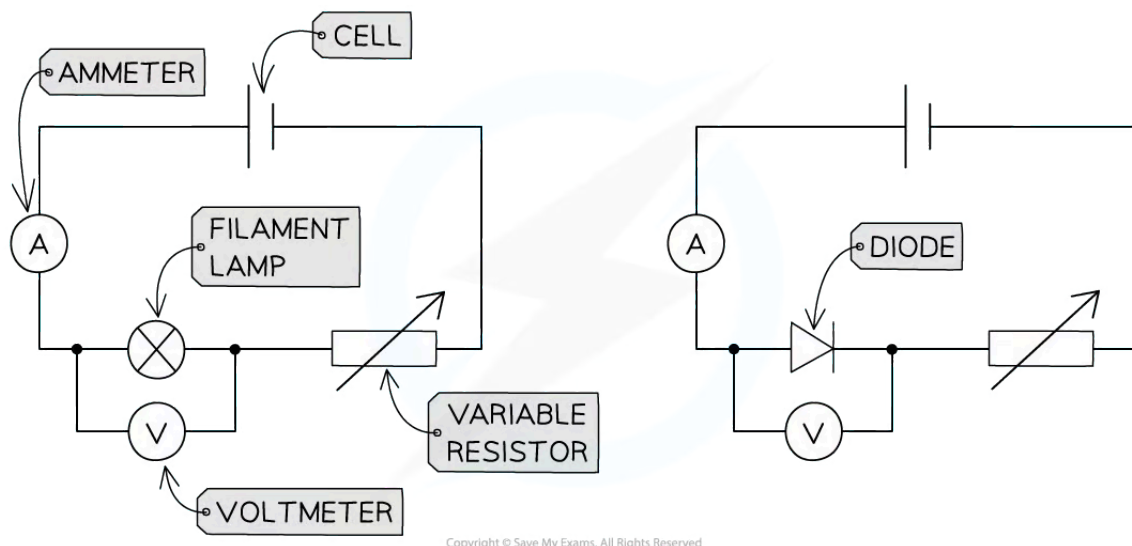 CELL
AMMETER
A
FILAMENT
LAMP
V
VARIABLE
RESISTOR
VOLTMETER
A
DIODE
V
Copyright © Save My Exams. All Rights Reserved